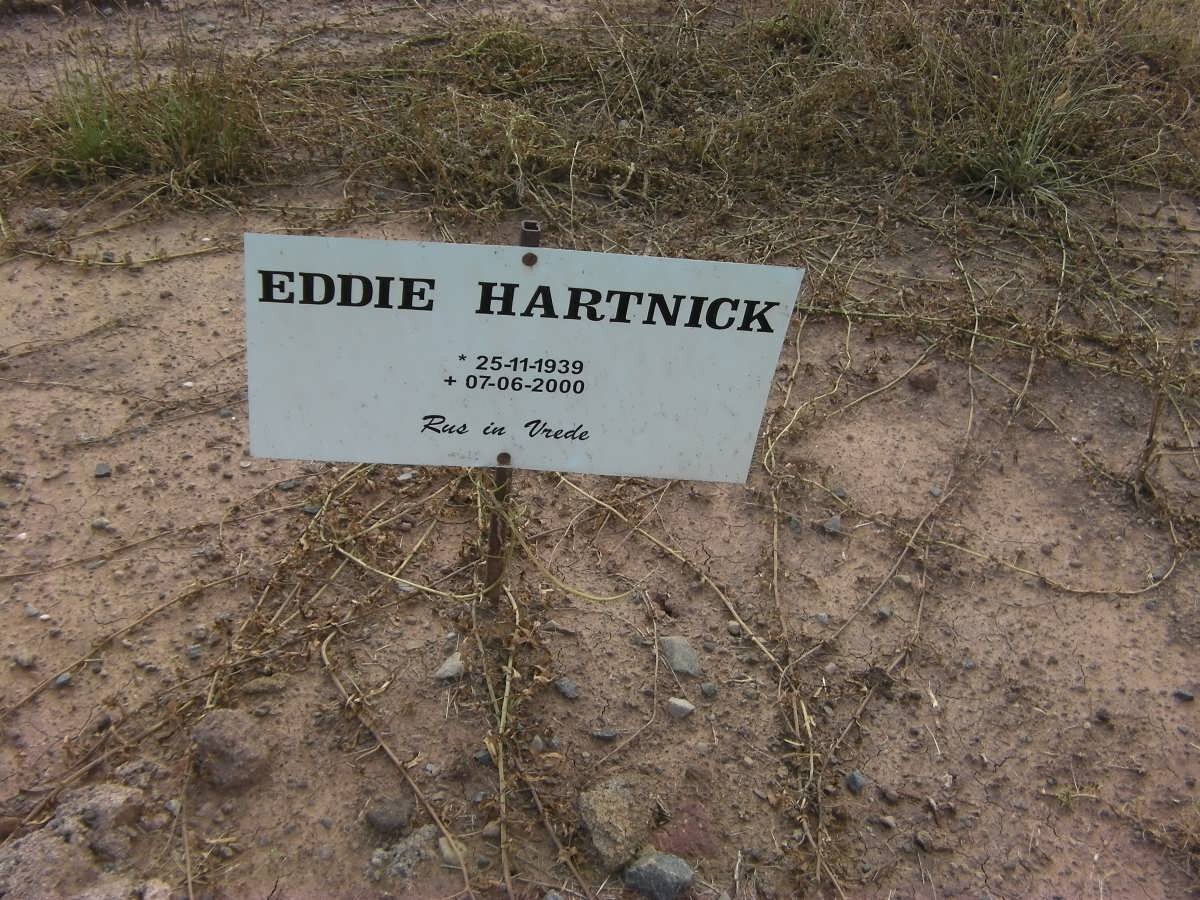 EDDIE HARTNICK
* 25-11-1939
+ 07-06-2000
Rus in Vrede